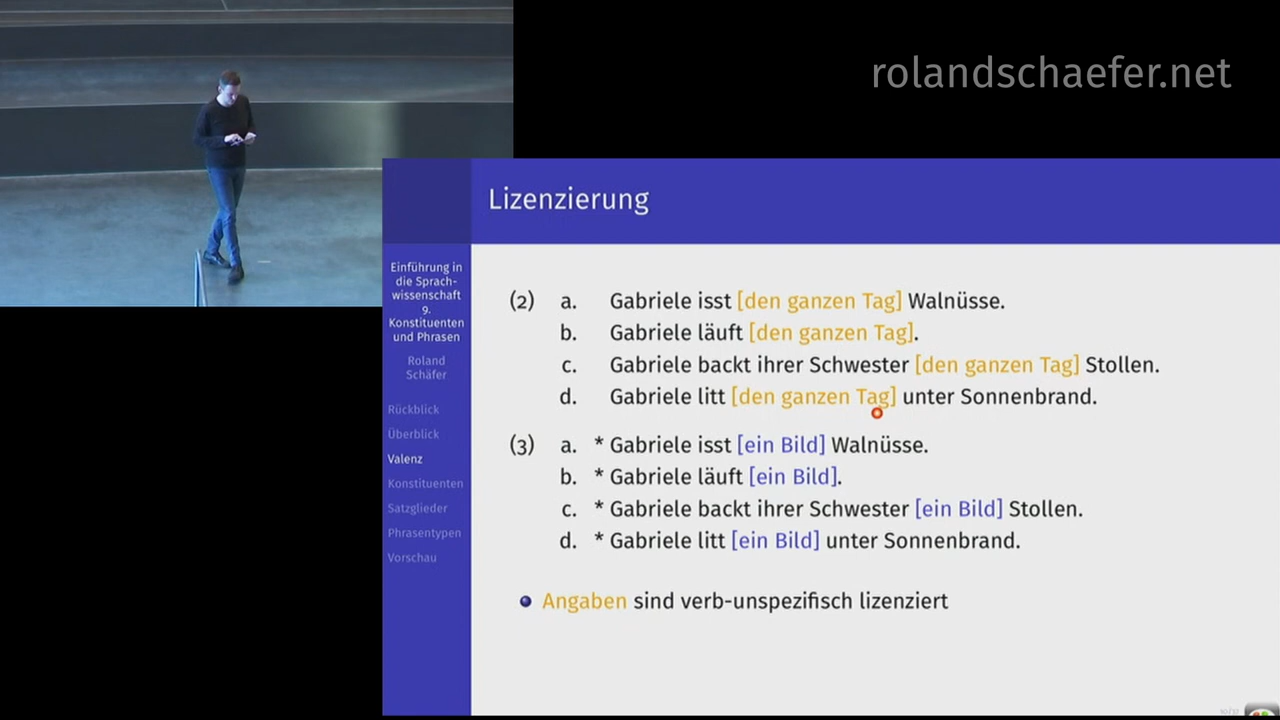 rolandschaefer.net
Lizenzierung
Einführung in
die Sprach-
wissenschaft
9.
Konstituenten
und Phrasen
Roland
Schäfer
Rückblick
Überblick
Valenz
Konstituenten
Satzglieder
Phrasentypen
Vorschau
(2) a. Gabriele isst [den ganzen Tag] Walnüsse.
b. Gabriele läuft [den ganzen Tag].
c. Gabriele backt ihrer Schwester [den ganzen Tag] Stollen.
d. Gabriele litt [den ganzen Tag] unter Sonnenbrand.
(3) a. * Gabriele isst [ein Bild] Walnüsse.
b. * Gabriele läuft [ein Bild].
c. * Gabriele backt ihrer Schwester [ein Bild] Stollen.
d. * Gabriele litt [ein Bild] unter Sonnenbrand.
Angaben sind verb-unspezifisch lizenziert